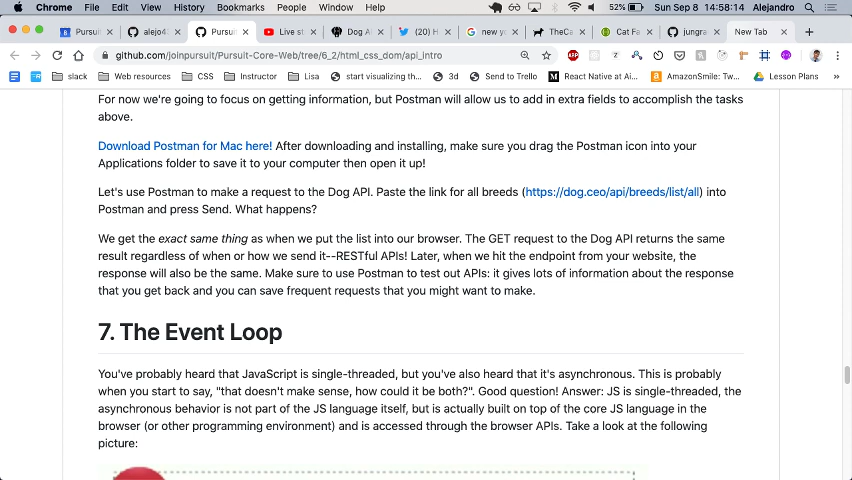 Chrome File Edit View History Bookmarks People Window Help 52% Sun Sep 8 14:58:14 Alejandro
Pursui alejo4 Pursui Live st Dog A (20) H new y TheCa Cat Fa jungra New Tab
github.com/joinpursuit/Pursuit-Core-Web/tree/6_2/html_css_dom/api_intro
slack Web resources CSS Instructor Lisa start visualizing th... 3d Send to Trello React Native at Ai... AmazonSmile: Tw... Lesson Plans
For now we're going to focus on getting information, but Postman will allow us to add in extra fields to accomplish the tasks
above.
Download Postman for Mac here! After downloading and installing, make sure you drag the Postman icon into your
Applications folder to save it to your computer then open it up!
Let's use Postman to make a request to the Dog API. Paste the link for all breeds (https://dog.ceo/api/breeds/list/all) into
Postman and press Send. What happens?
We get the exact same thing as when we put the list into our browser. The GET request to the Dog API returns the same
result regardless of when or how we send it--RESTful APIs! Later, when we hit the endpoint from your website, the
response will also be the same. Make sure to use Postman to test out APIs: it gives lots of information about the response
that you get back and you can save frequent requests that you might want to make.
7. The Event Loop
You've probably heard that JavaScript is single-threaded, but you've also heard that it's asynchronous. This is probably
when you start to say, "that doesn't make sense, how could it be both?". Good question! Answer: JS is single-threaded, the
asynchronous behavior is not part of the JS language itself, but is actually built on top of the core JS language in the
browser (or other programming environment) and is accessed through the browser APIs. Take a look at the following
picture: